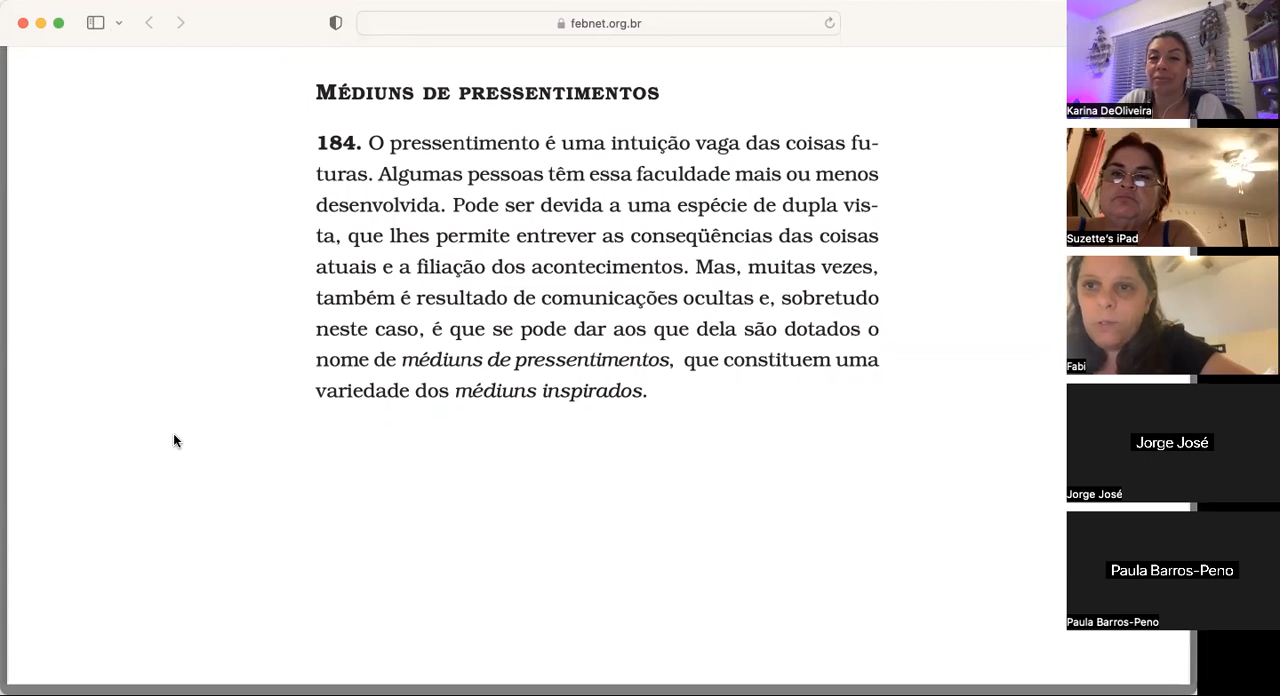 febnet.org.br
MÉDIUNS DE PRESSENTIMENTOS
184. O pressentimento é uma intuição vaga das coisas fu-
turas. Algumas pessoas têm essa faculdade mais ou menos
desenvolvida. Pode ser devida a uma espécie de dupla vis-
ta, que lhes permite entrever as conseqüências das coisas
atuais e a filiação dos acontecimentos. Mas, muitas vezes,
também é resultado de comunicações ocultas e, sobretudo
neste caso, é que se pode dar aos que dela são dotados o
nome de médiuns de pressentimentos, que constituem uma
variedade dos médiuns inspirados.
Karina DeOliveira
Suzette's iPad
Fabi
Jorge José
Jorge José
Paula Barros-Peno
Paula Barros-Peno